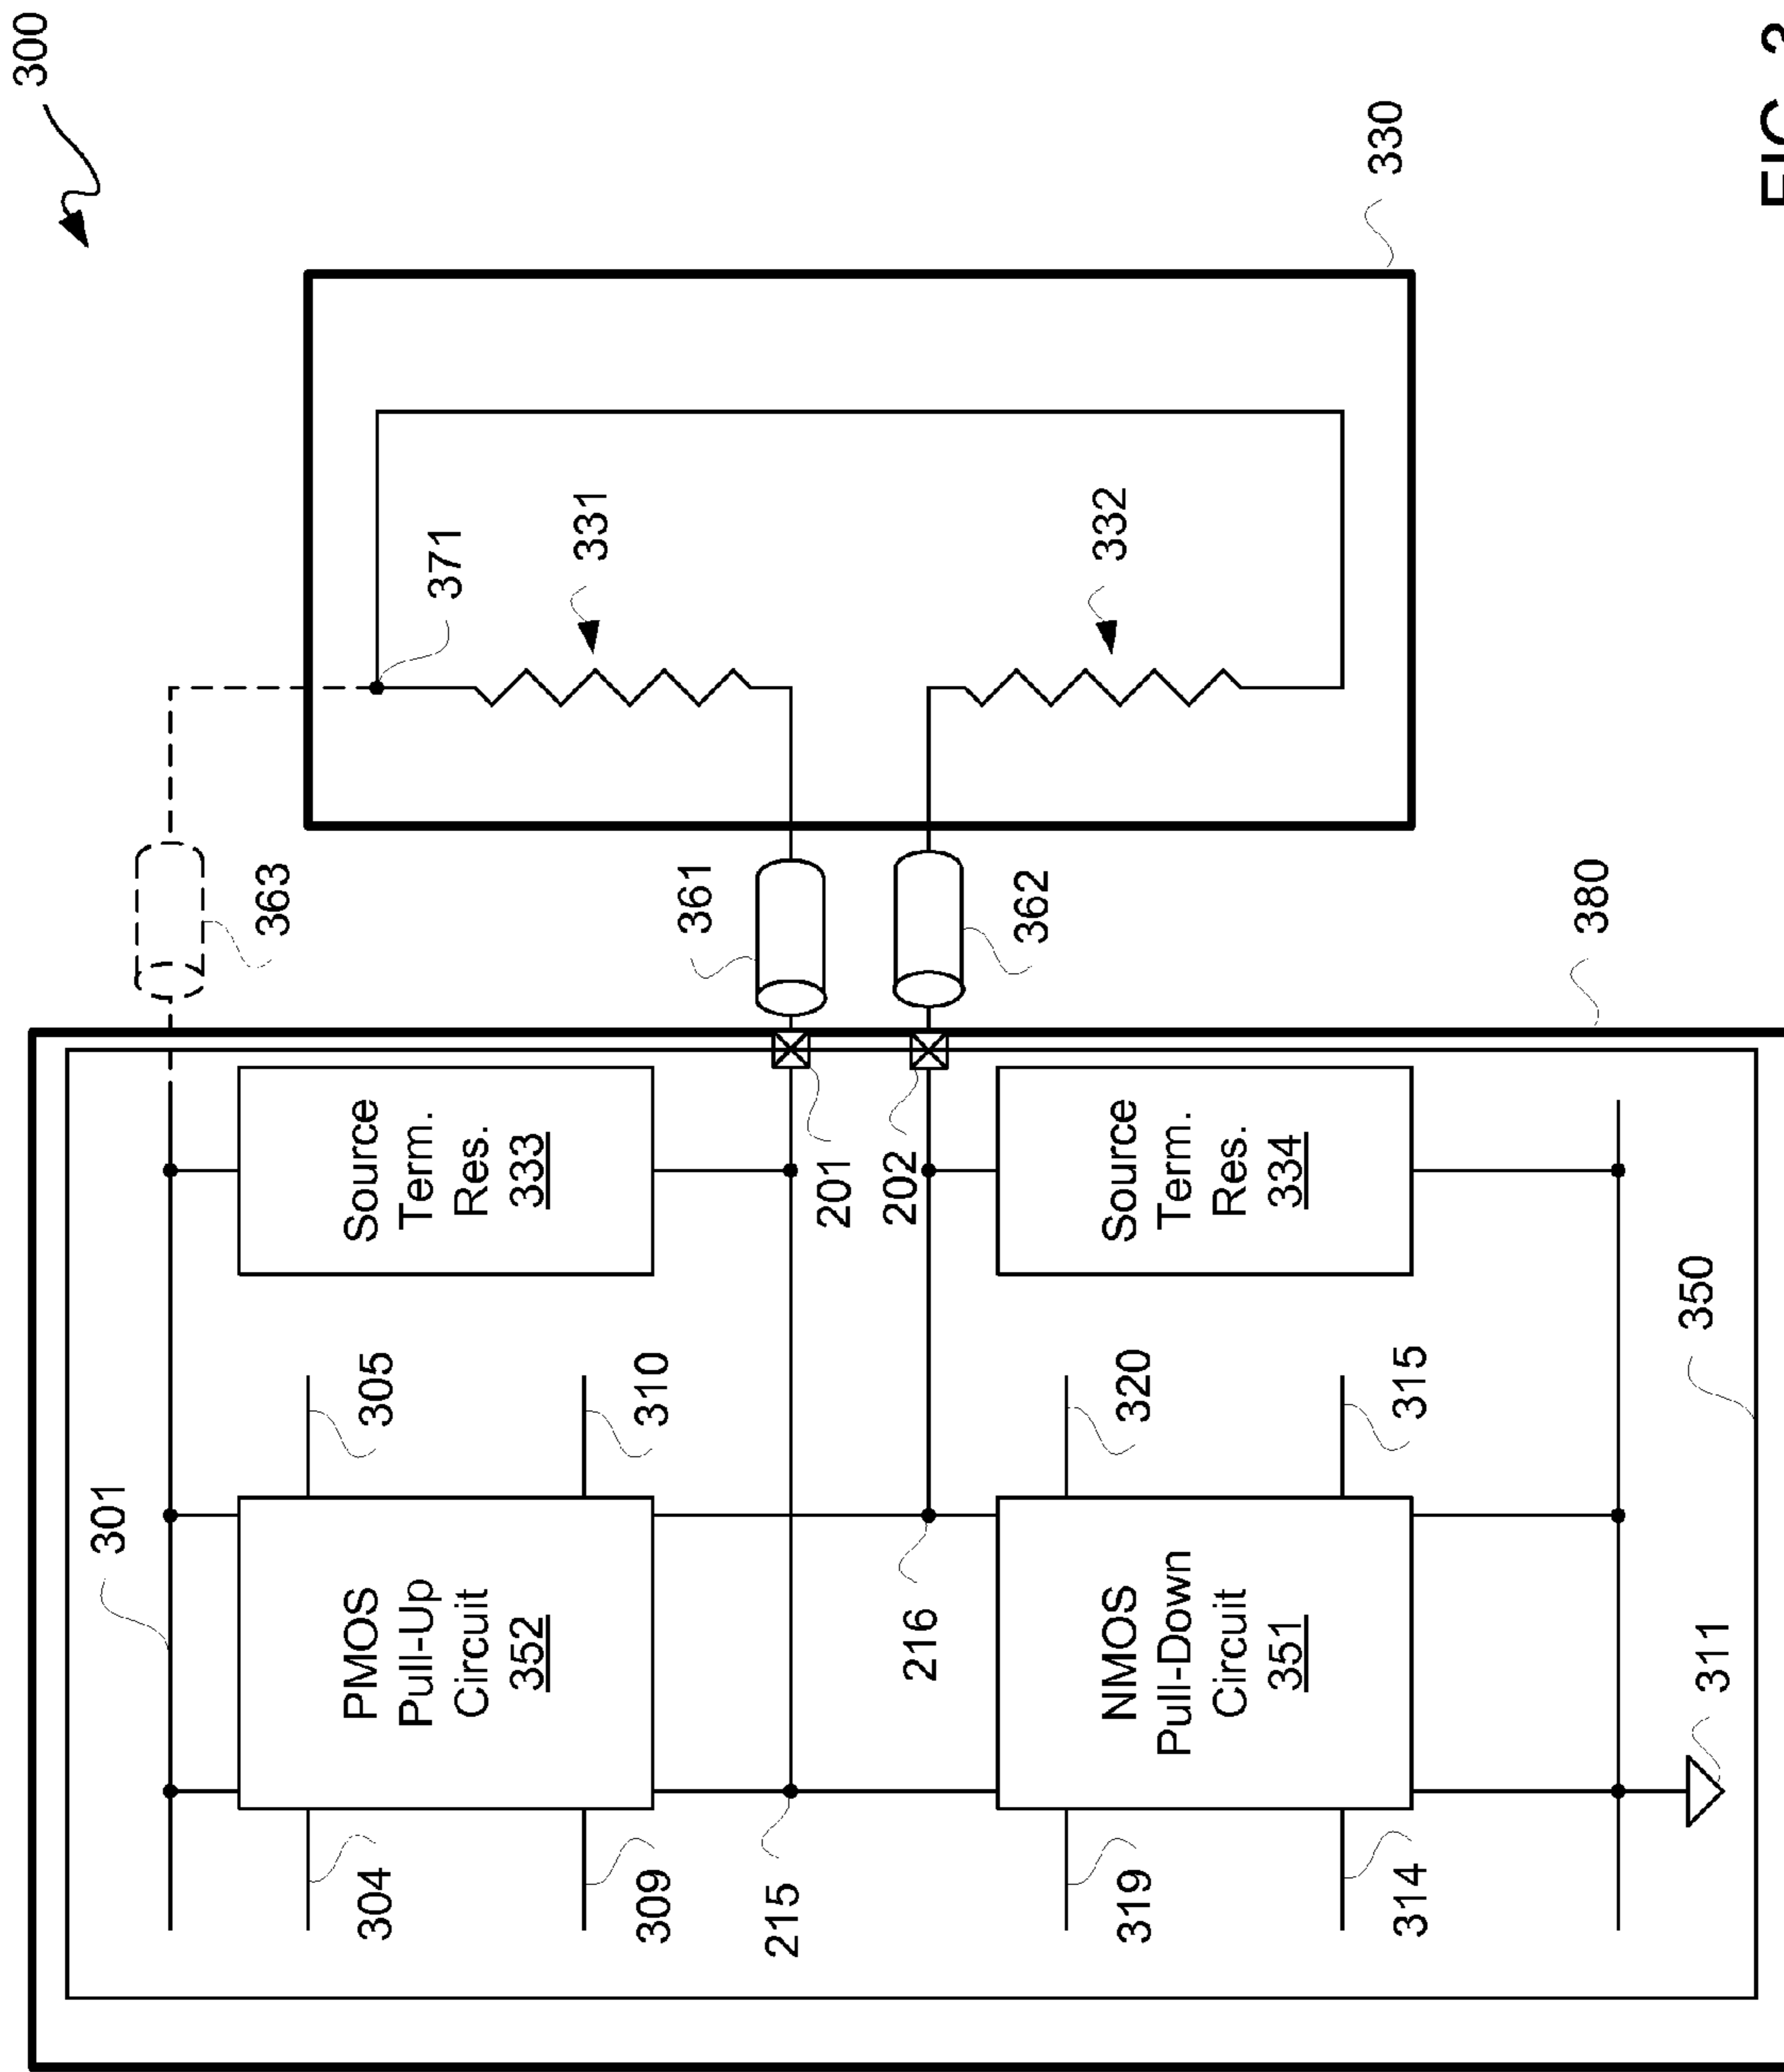 300
301
363
PMOS
Pull-Up
Circuit
352
304
305
309
310
Source
Term.
Res.
333
371
331
361
330
215
201
216
202
362
332
NMOS
Pull-Down
Circuit
351
319
320
314
315
Source
Term.
Res.
334
380
311
350